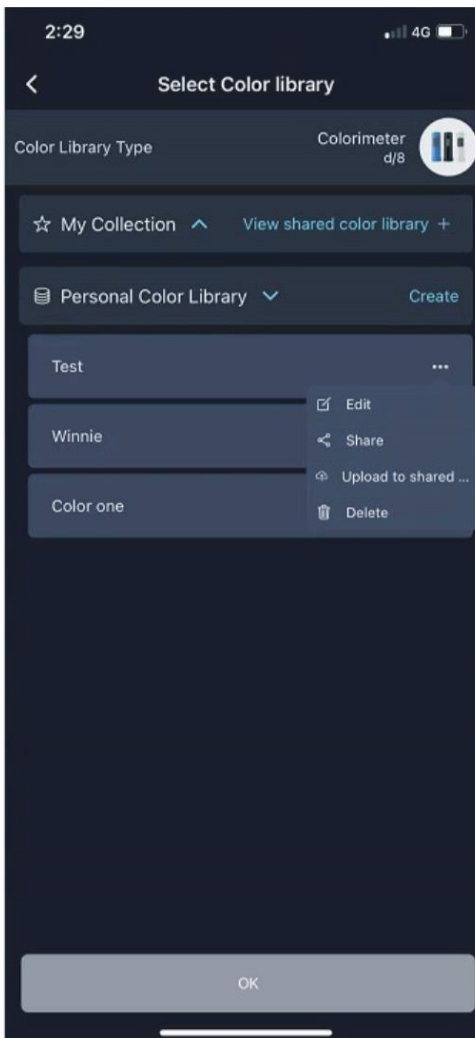 2:29
4G
Select Color library
Color Library Type
Colorimeter
d/8
My Collection
View shared color library +
Personal Color Library
Create
Test
...
Edit
Winnie
Share
Upload to shared ...
Color one
Delete
OK